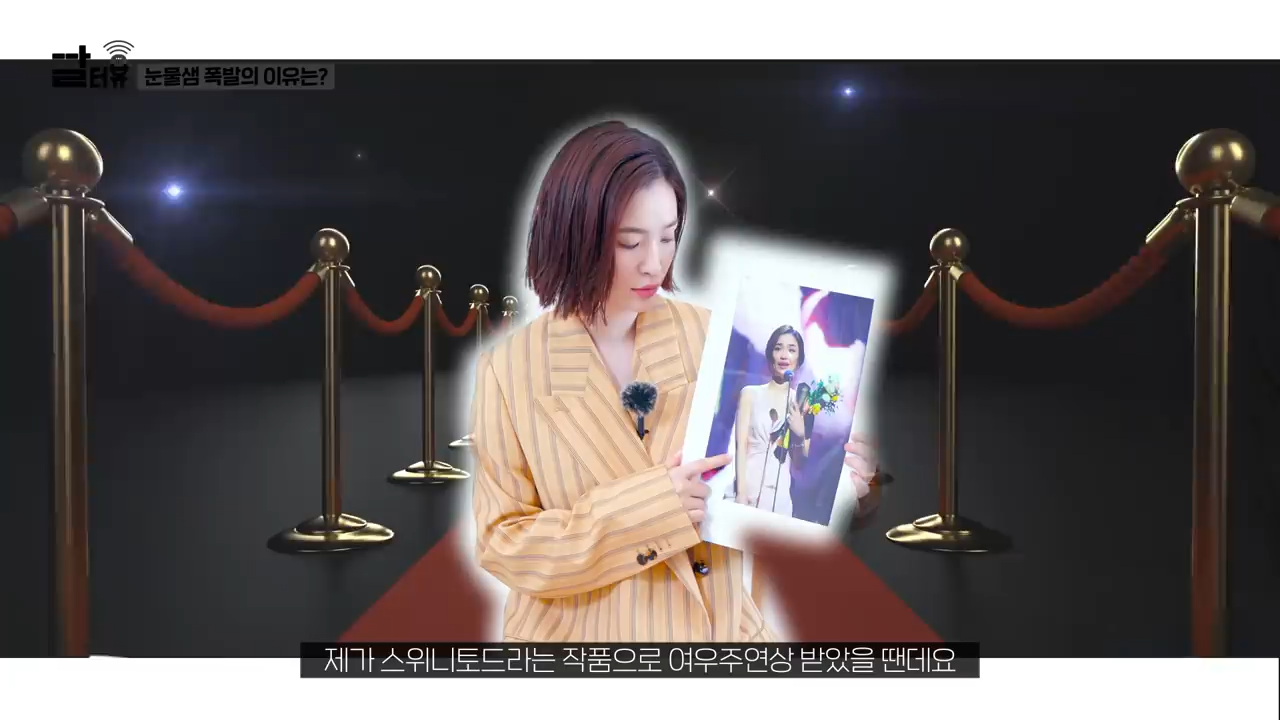 딸터뷰
눈물샘 폭발의 이유는?
제가 스위니토드라는 작품으로 여우주연상 받았을 땐데요